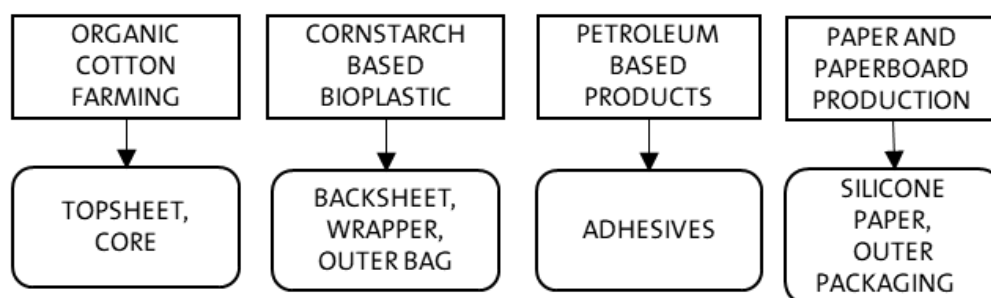 ORGANIC
COTTON
FARMING
CORNSTARCH
BASED
BIOPLASTIC
PETROLEUM
BASED
PRODUCTS
PAPER AND
PAPERBOARD
PRODUCTION
TOPSHEET,
CORE
BACKSHEET,
WRAPPER,
OUTER BAG
ADHESIVES
SILICONE
PAPER,
OUTER
PACKAGING